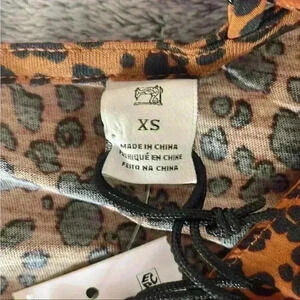 XS
MADE IN CHINA
FABRIQUÉ EN CHINE
FEITO NA CHINA